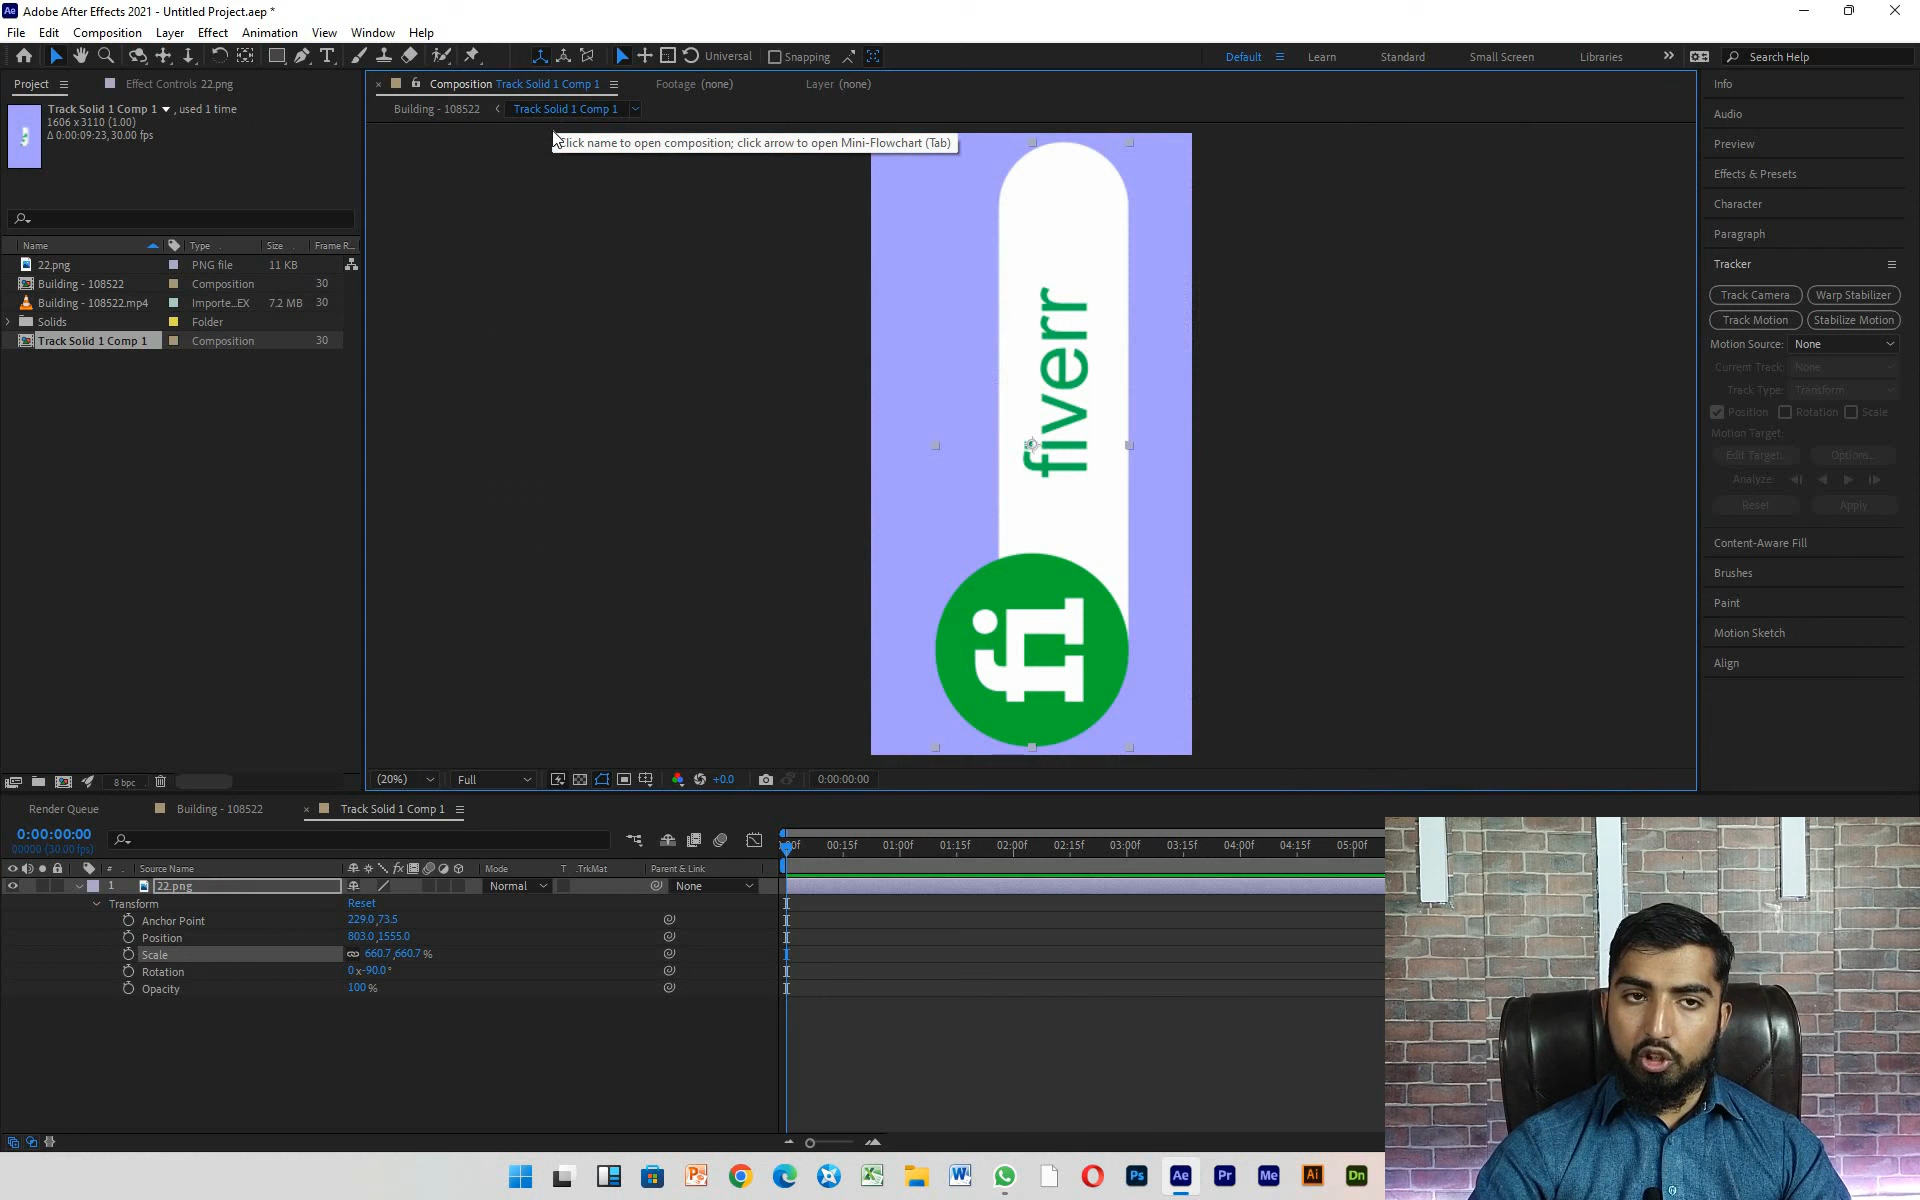 Adobe After Effects 2021 - Untitled Project.aep *
File Edit Composition Layer Effect Animation View Window Help
Universal Snapping Default Learn Standard Small Screen Libraries Search Help
Project Effect Controls 22.png
Track Solid 1 Comp 1 , used 1 time
1606 x 3110 (1.00)
Δ 0:00:09:23, 30.00 fps
Name Type Size Frame R...
22.png PNG file 11 KB
Building - 108522 Composition 30
Building - 108522.mp4 Importe...EX 7.2 MB 30
Solids Folder
Track Solid 1 Comp 1 Composition 30
8 bpc
Composition Track Solid 1 Comp 1 Footage (none) Layer (none)
Building - 108522 Track Solid 1 Comp 1
Click name to open composition; click arrow to open Mini-Flowchart (Tab)
fiverr
fi
(20%) Full +0.0 0:00:00:00
Info
Audio
Preview
Effects & Presets
Character
Paragraph
Tracker
Track Camera Warp Stabilizer
Track Motion Stabilize Motion
Motion Source: None
Current Track: None
Track Type: Transform
Position Rotation Scale
Motion Target:
Edit Target... Options...
Analyze:
Reset Apply
Content-Aware Fill
Brushes
Paint
Motion Sketch
Align
Render Queue Building - 108522 Track Solid 1 Comp 1
0:00:00:00
00000 (30.00 fps)
00:15f 01:00f 01:15f 02:00f 02:15f 03:00f 03:15f 04:00f 04:15f 05:00f
# Source Name Mode T .TrkMat Parent & Link
1 22.png Normal None
Transform Reset
Anchor Point 229.0,73.5
Position 803.0,1555.0
Scale 660.7,660.7 %
Rotation 0 x-90.0 °
Opacity 100 %
Ps Ae Pr Me Ai Dn